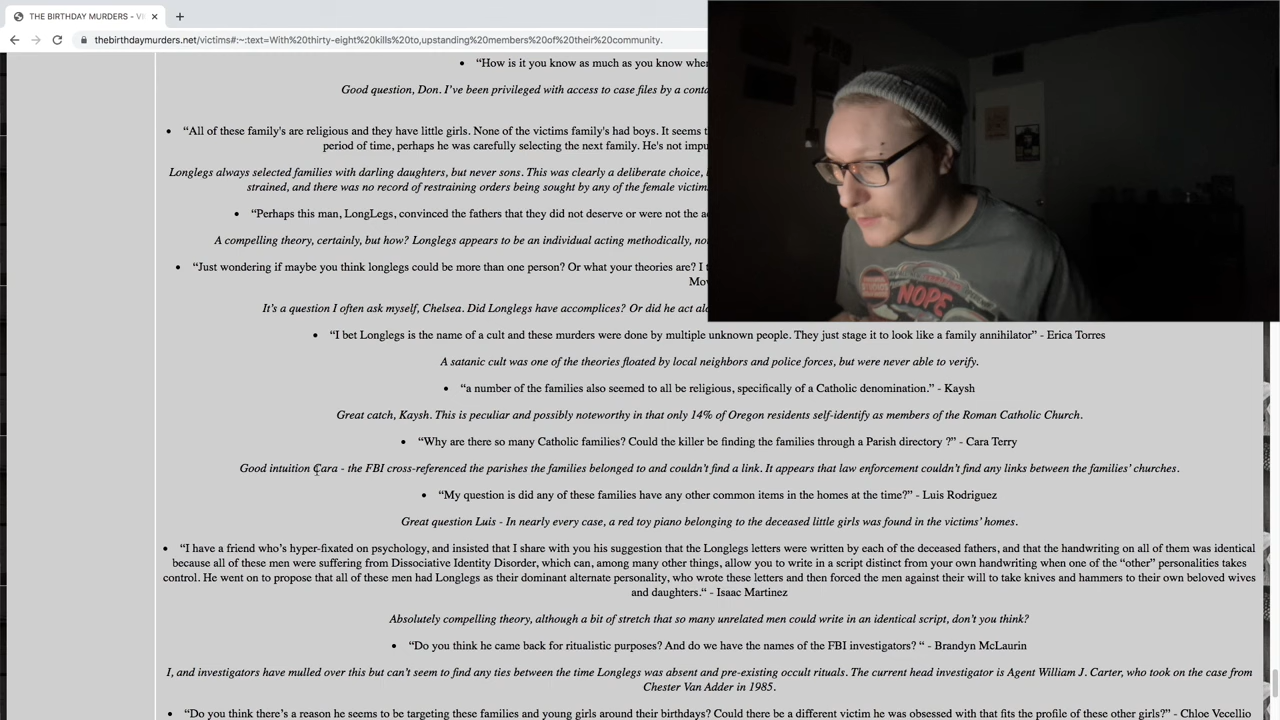 THE BIRTHDAY MURDERS - VI
thebirthdaymurders.net/victims#:~:text=With%20thirty-eight%20kills%20to,upstanding%20members%20of%20their%20community.
“How is it you know as much as you know
Good question, Don. I’ve been privileged with access to case files by a
“All of these family's are religious and they have little girls. None of the victims family's had boys. It seems
period of time, perhaps he was carefully selecting the next family. He's not
Longlegs always selected families with darling daughters, but never sons. This was clearly a deliberate choice,
strained, and there was no record of restraining orders being sought by any of the female
“Perhaps this man, LongLegs, convinced the fathers that they did not deserve or were not the
A compelling theory, certainly, but how? Longlegs appears to be an individual acting methodically,
“Just wondering if maybe you think longlegs could be more than one person? Or what your theories are? I
It’s a question I often ask myself, Chelsea. Did Longlegs have accomplices? Or did he act
“I bet Longlegs is the name of a cult and these murders were done by multiple unknown people. They just stage it to look like a family annihilator” - Erica Torres
A satanic cult was one of the theories floated by local neighbors and police forces, but were never able to verify.
“a number of the families also seemed to all be religious, specifically of a Catholic denomination.” - Kaysh
Great catch, Kaysh. This is peculiar and possibly noteworthy in that only 14% of Oregon residents self-identify as members of the Roman Catholic Church.
“Why are there so many Catholic families? Could the killer be finding the families through a Parish directory ?” - Cara Terry
Good intuition Cara - the FBI cross-referenced the parishes the families belonged to and couldn’t find a link. It appears that law enforcement couldn’t find any links between the families’ churches.
“My question is did any of these families have any other common items in the homes at the time?” - Luis Rodriguez
Great question Luis - In nearly every case, a red toy piano belonging to the deceased little girls was found in the victims’ homes.
“I have a friend who’s hyper-fixated on psychology, and insisted that I share with you his suggestion that the Longlegs letters were written by each of the deceased fathers, and that the handwriting on all of them was identical
because all of these men were suffering from Dissociative Identity Disorder, which can, among many other things, allow you to write in a script distinct from your own handwriting when one of the “other” personalities takes
control. He went on to propose that all of these men had Longlegs as their dominant alternate personality, who wrote these letters and then forced the men against their will to take knives and hammers to their own beloved wives
and daughters.“ - Isaac Martinez
Absolutely compelling theory, although a bit of stretch that so many unrelated men could write in an identical script, don’t you think?
“Do you think he came back for ritualistic purposes? And do we have the names of the FBI investigators? “ - Brandyn McLaurin
I, and investigators have mulled over this but can’t seem to find any ties between the time Longlegs was absent and pre-existing occult rituals. The current head investigator is Agent William J. Carter, who took on the case from
Chester Van Adder in 1985.
“Do you think there’s a reason he seems to be targeting these families and young girls around their birthdays? Could there be a different victim he was obsessed with that fits the profile of these other girls?” - Chloe Vecellio
NOPE